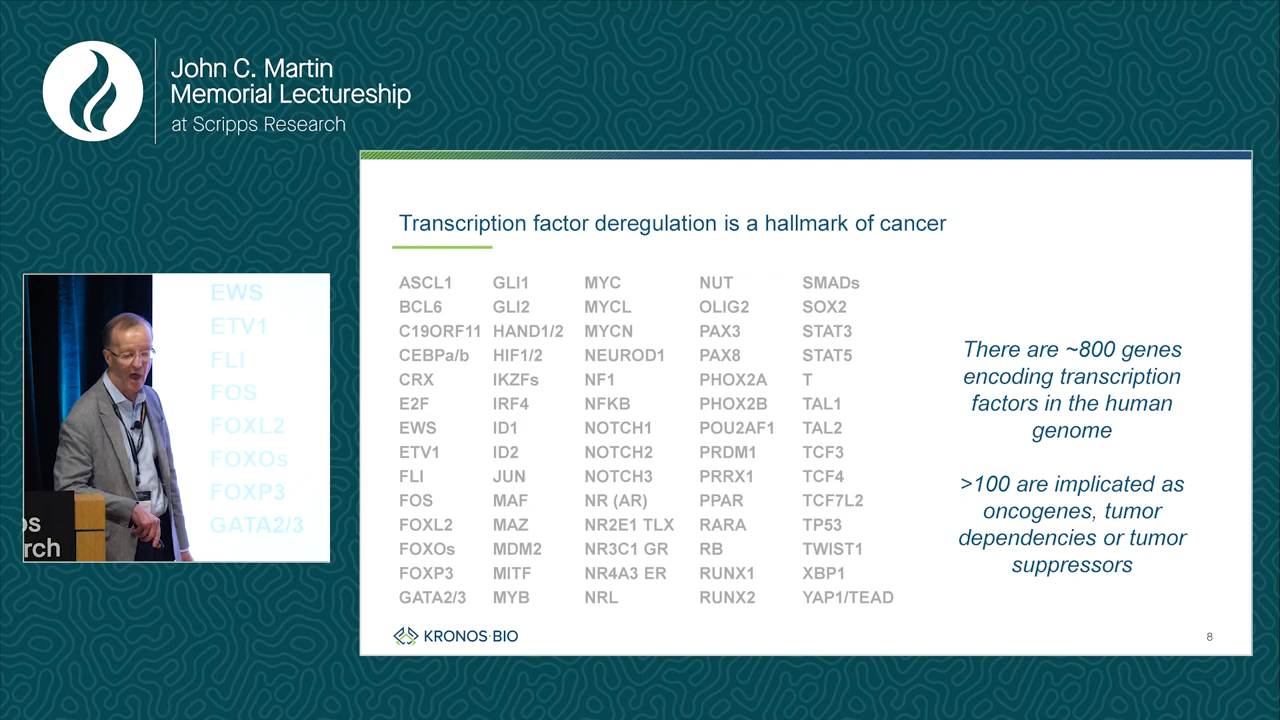 John C. Martin
Memorial Lectureship
at Scripps Research
Transcription factor deregulation is a hallmark of cancer
ASCL1 GLI1 MYC NUT SMADs
BCL6 GLI2 MYCL OLIG2 SOX2
C19ORF11 HAND1/2 MYCN PAX3 STAT3
CEBPa/b HIF1/2 NEUROD1 PAX8 STAT5
CRX IKZFs NF1 PHOX2A T
E2F IRF4 NFKB PHOX2B TAL1
EWS ID1 NOTCH1 POU2AF1 TAL2
ETV1 ID2 NOTCH2 PRDM1 TCF3
FLI JUN NOTCH3 PRRX1 TCF4
FOS MAF NR (AR) PPAR TCF7L2
FOXL2 MAZ NR2E1 TLX RARA TP53
FOXOs MDM2 NR3C1 GR RB TWIST1
FOXP3 MITF NR4A3 ER RUNX1 XBP1
GATA2/3 MYB NRL RUNX2 YAP1/TEAD
There are ~800 genes
encoding transcription
factors in the human
genome
>100 are implicated as
oncogenes, tumor
dependencies or tumor
suppressors
KRONOS·BIO
8
EWS
ETV1
FLI
FOS
FOXL2
FOXOs
FOXP3
GATA2/3
os
rch